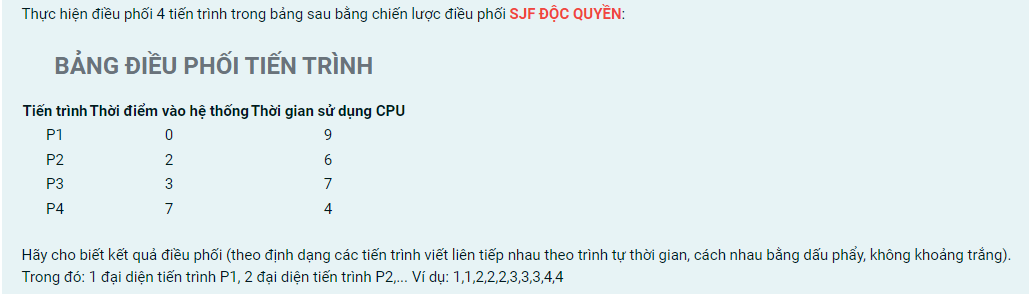 Thực hiện điều phối 4 tiến trình trong bảng sau bằng chiến lược điều phối SJF ĐỘC QUYỀN:
BẢNG ĐIỀU PHỐI TIẾN TRÌNH
Tiến trình Thời điểm vào hệ thống Thời gian sử dụng CPU
P1 0 9
P2 2 6
P3 3 7
P4 7 4
Hãy cho biết kết quả điều phối (theo định dạng các tiến trình viết liên tiếp nhau theo trình tự thời gian, cách nhau bằng dấu phẩy, không khoảng trắng).
Trong đó: 1 đại diện tiến trình P1, 2 đại diện tiến trình P2,... Ví dụ: 1,1,2,2,2,3,3,3,4,4